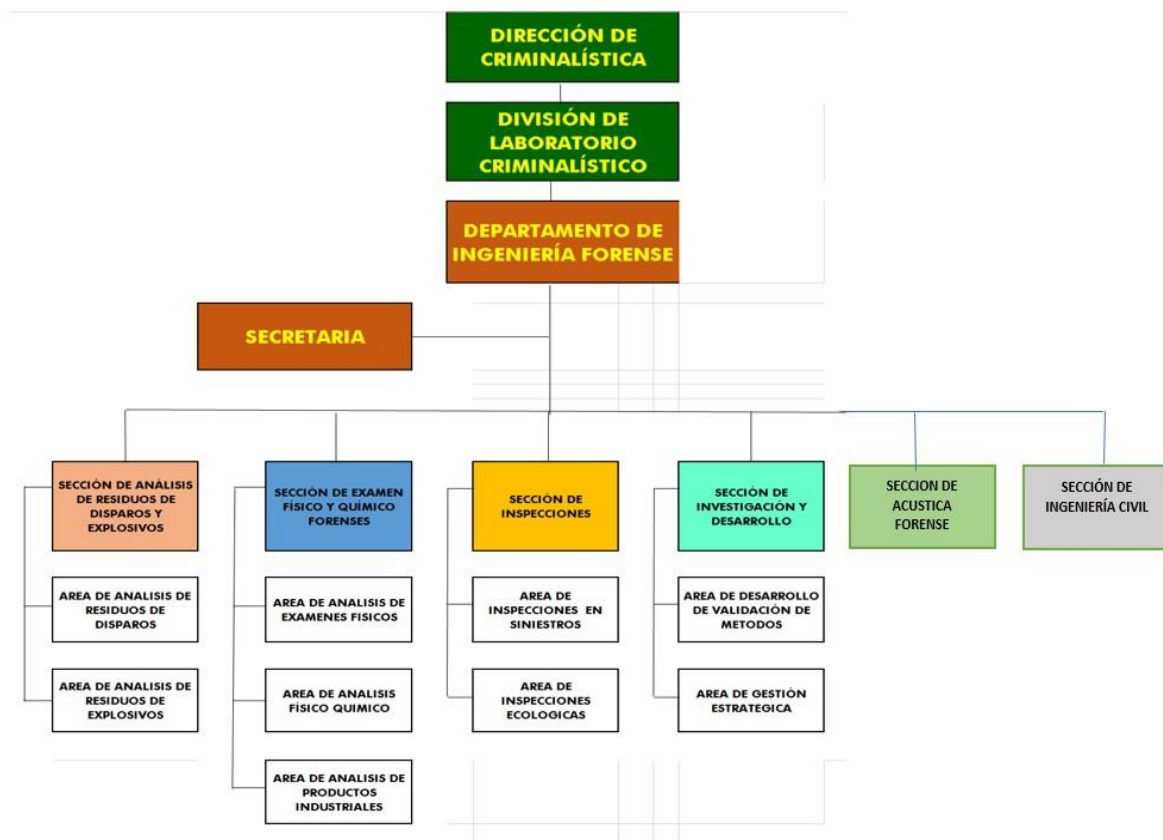 DIRECCIÓN DE
CRIMINALÍSTICA
DIVISIÓN DE
LABORATORIO
CRIMINALÍSTICO
DEPARTAMENTO DE
INGENIERÍA FORENSE
SECRETARIA
SECCIÓN DE ANÁLISIS
DE RESIDUOS DE
DISPAROS Y
EXPLOSIVOS
SECCIÓN DE EXAMEN
FÍSICO Y QUÍMICO
FORENSES
SECCIÓN DE
INSPECCIONES
SECCIÓN DE
INVESTIGACIÓN Y
DESARROLLO
SECCION DE
ACUSTICA
FORENSE
SECCIÓN DE
INGENIERÍA CIVIL
AREA DE ANALISIS DE
RESIDUOS DE
DISPAROS
AREA DE ANALISIS DE
EXAMENES FISICOS
AREA DE
INSPECCIONES EN
SINIESTROS
AREA DE DESARROLLO
DE VALIDACIÓN DE
METODOS
AREA DE ANALISIS DE
RESIDUOS DE
EXPLOSIVOS
AREA DE ANALISIS
FÍSICO QUIMICO
AREA DE
INSPECCIONES
ECOLOGICAS
AREA DE GESTIÓN
ESTRATEGICA
AREA DE ANALISIS DE
PRODUCTOS
INDUSTRIALES